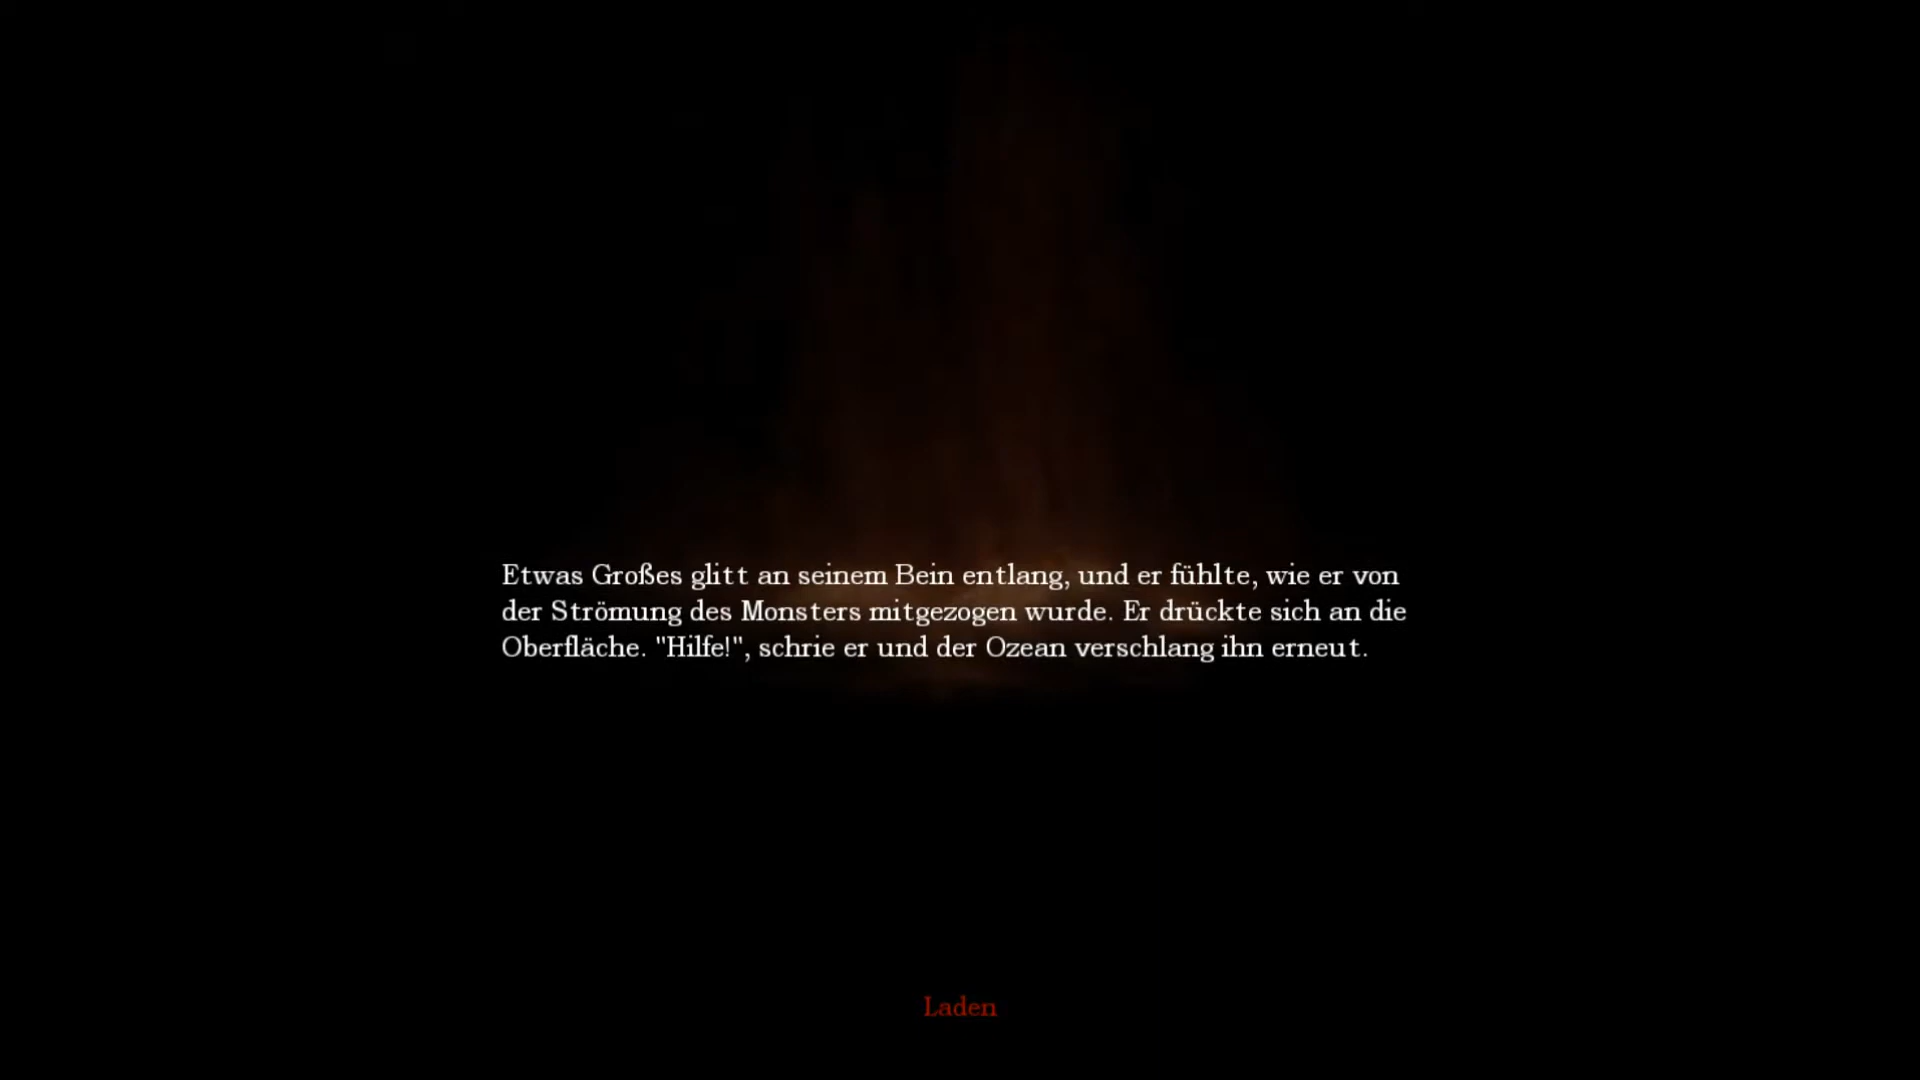 Etwas Großes glitt an seinem Bein entlang, und er fühlte, wie er von
der Strömung des Monsters mitgezogen wurde. Er drückte sich an die
Oberfläche. "Hilfe!", schrie er und der Ozean verschlang ihn erneut.
Laden